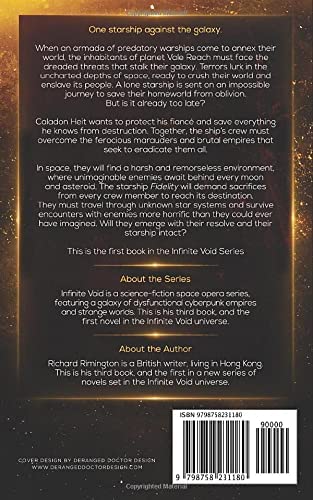 One starship against the galaxy.
When an armada of predatory warships come to annex their
world, the inhabitants of planet Vale Reach must face the
dreaded threats that stalk their galaxy. Terrors lurk in the
uncharted depths of space, ready to crush their world and
enslave its people. A lone starship is sent on an impossible
journey to save their homeworld from oblivion.
But is it already too late?
Caladon Heit wants to protect his fiancé and save everything
he knows from destruction. Together, the ship's crew must
overcome the ferocious marauders and brutal empires that
seek to eradicate them all.
In space, they will find a harsh and remorseless environment,
where unimaginable enemies await behind every moon
and asteroid. The starship Fidelity will demand sacrifices
from every crew member to reach its destination.
They must travel through unknown star systems and survive
encounters with enemies more horrific than they could ever
have imagined. Will they emerge with their resolve and their
starship intact?
This is the first book in the Infinite Void Series
About the Series
Infinite Void is a science-fiction space opera series,
featuring a galaxy of dysfunctional cyberpunk empires
and strange worlds. This is his third book, and the
first novel in the Infinite Void universe.
About the Author
Richard Rimington is a British writer, living in Hong Kong.
This is his third book, and the first in a new series of
novels set in the Infinite Void universe.
ISBN 9798758231180
90000
9 798758 231180
COVER DESIGN BY DERANGED DOCTOR DESIGN
WWW.DERANGEDDOCTORDESIGN.COM